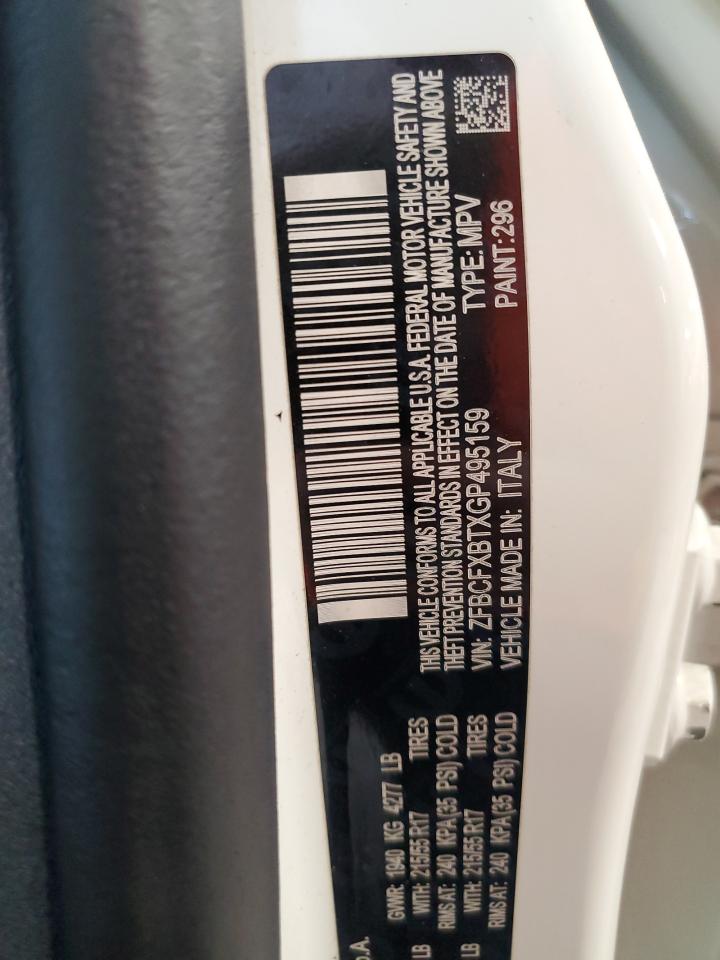 D.A.
GVWR: 1940 KG 4277 LB
LB WITH: 215/55 R17 TIRES
RIMS AT: 240 KPA(35 PSI) COLD
LB WITH: 215/55 R17 TIRES
RIMS AT: 240 KPA(35 PSI) COLD
THIS VEHICLE CONFORMS TO ALL APPLICABLE U.S.A. FEDERAL MOTOR VEHICLE SAFETY AND
THEFT PREVENTION STANDARDS IN EFFECT ON THE DATE OF MANUFACTURE SHOWN ABOVE
VIN: ZFBCFXBTXGP495159 TYPE: MPV
VEHICLE MADE IN: ITALY PAINT:296